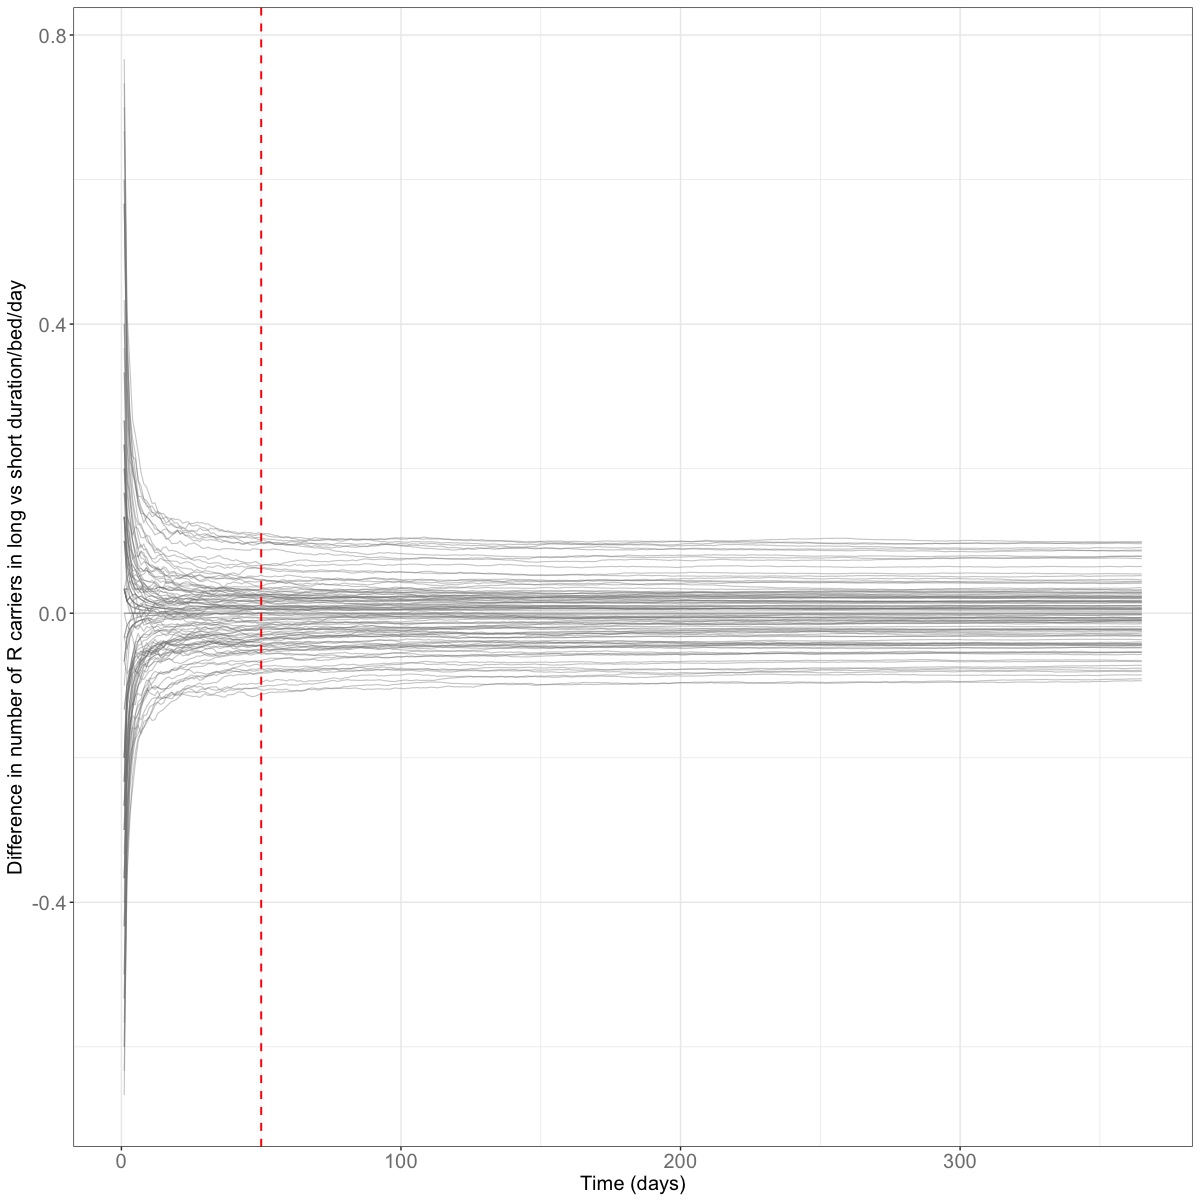 Difference in number of R carriers in long vs short duration/bed/day
0.8
0.4
0.0
-0.4
0 100 200 300
Time (days)